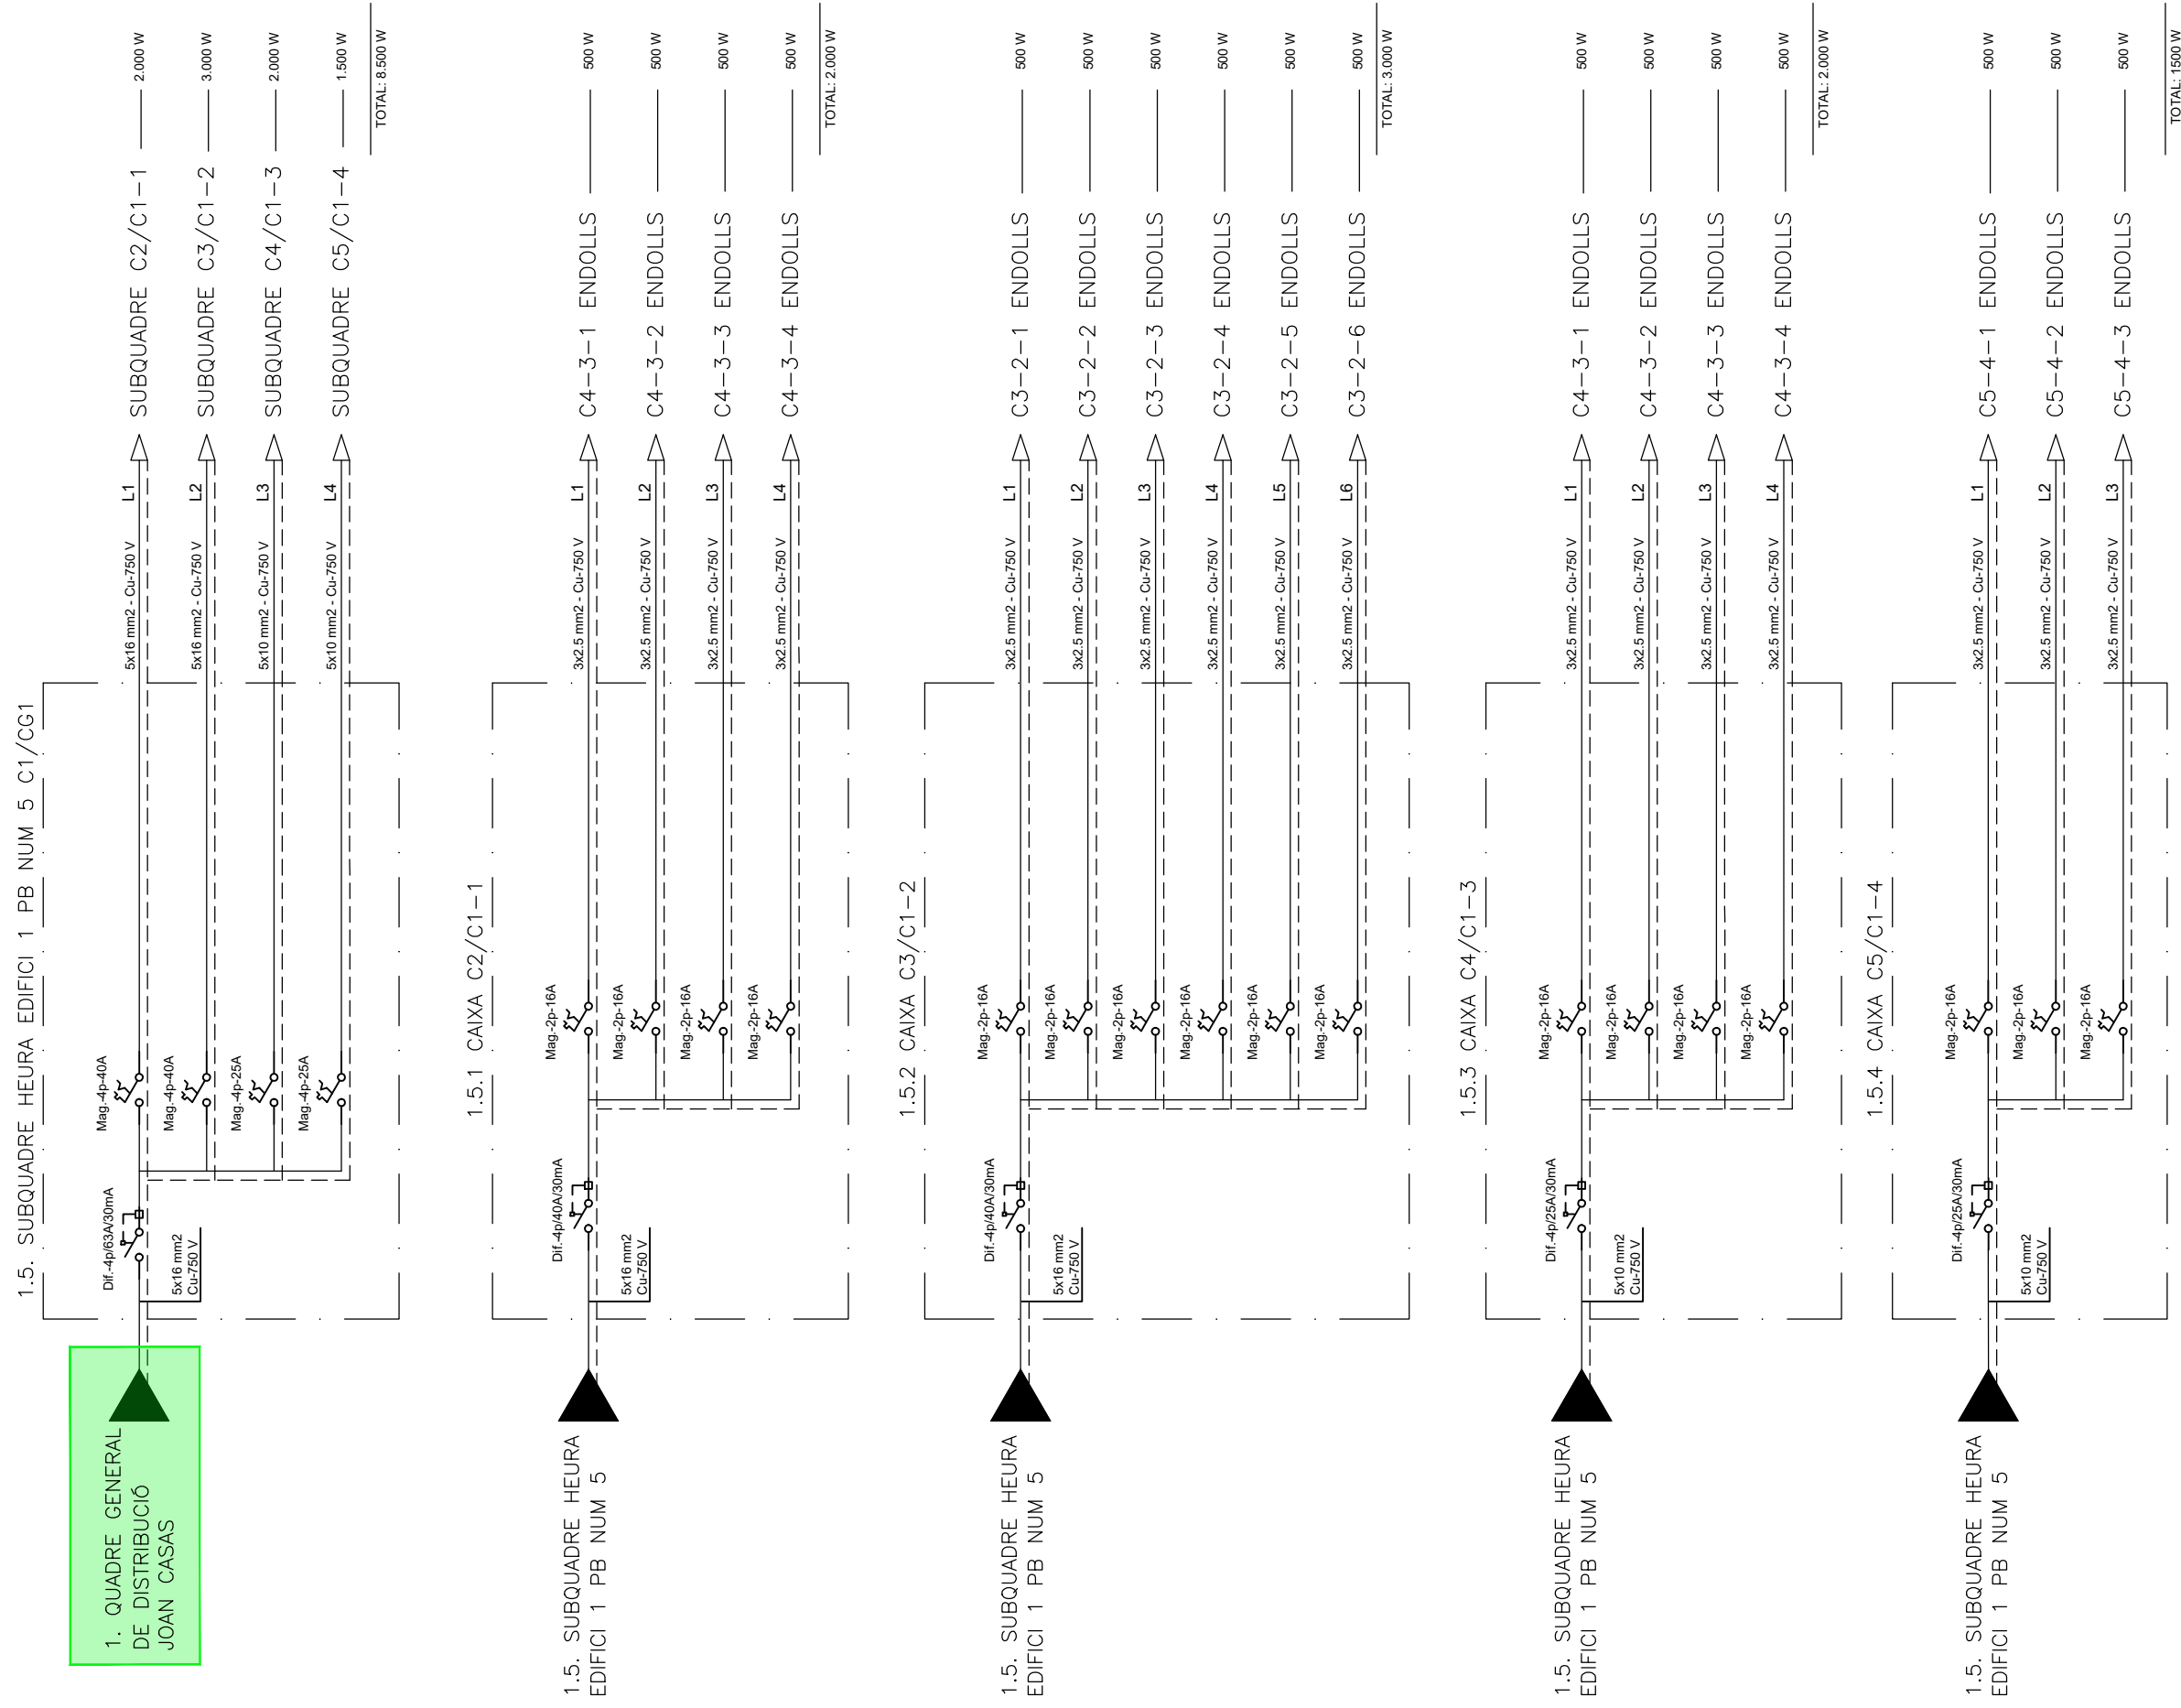 1.5. SUBQUADRE HEURA EDIFICI 1 PB NUM 5 C1/CG1
1. QUADRE GENERAL
DE DISTRIBUCIÓ
JOAN CASAS
5x16 mm2
Cu-750 V
Dif.-4p/63A/30mA
Mag.-4p-40A
5x16 mm2 - Cu-750 V
L1
SUBQUADRE C2/C1-1
2.000 W
Mag.-4p-40A
5x16 mm2 - Cu-750 V
L2
SUBQUADRE C3/C1-2
3.000 W
Mag.-4p-25A
5x10 mm2 - Cu-750 V
L3
SUBQUADRE C4/C1-3
2.000 W
Mag.-4p-25A
5x10 mm2 - Cu-750 V
L4
SUBQUADRE C5/C1-4
1.500 W
TOTAL: 8.500 W
1.5.1 CAIXA C2/C1-1
1.5. SUBQUADRE HEURA
EDIFICI 1 PB NUM 5
5x16 mm2
Cu-750 V
Dif.-4p/40A/30mA
Mag.-2p-16A
3x2.5 mm2 - Cu-750 V
L1
C4-3-1 ENDOLLS
500 W
Mag.-2p-16A
3x2.5 mm2 - Cu-750 V
L2
C4-3-2 ENDOLLS
500 W
Mag.-2p-16A
3x2.5 mm2 - Cu-750 V
L3
C4-3-3 ENDOLLS
500 W
Mag.-2p-16A
3x2.5 mm2 - Cu-750 V
L4
C4-3-4 ENDOLLS
500 W
TOTAL: 2.000 W
1.5.2 CAIXA C3/C1-2
1.5. SUBQUADRE HEURA
EDIFICI 1 PB NUM 5
5x16 mm2
Cu-750 V
Dif.-4p/40A/30mA
Mag.-2p-16A
3x2.5 mm2 - Cu-750 V
L1
C3-2-1 ENDOLLS
500 W
Mag.-2p-16A
3x2.5 mm2 - Cu-750 V
L2
C3-2-2 ENDOLLS
500 W
Mag.-2p-16A
3x2.5 mm2 - Cu-750 V
L3
C3-2-3 ENDOLLS
500 W
Mag.-2p-16A
3x2.5 mm2 - Cu-750 V
L4
C3-2-4 ENDOLLS
500 W
Mag.-2p-16A
3x2.5 mm2 - Cu-750 V
L5
C3-2-5 ENDOLLS
500 W
Mag.-2p-16A
3x2.5 mm2 - Cu-750 V
L6
C3-2-6 ENDOLLS
500 W
TOTAL: 3.000 W
1.5.3 CAIXA C4/C1-3
1.5. SUBQUADRE HEURA
EDIFICI 1 PB NUM 5
5x10 mm2
Cu-750 V
Dif.-4p/25A/30mA
Mag.-2p-16A
3x2.5 mm2 - Cu-750 V
L1
C4-3-1 ENDOLLS
500 W
Mag.-2p-16A
3x2.5 mm2 - Cu-750 V
L2
C4-3-2 ENDOLLS
500 W
Mag.-2p-16A
3x2.5 mm2 - Cu-750 V
L3
C4-3-3 ENDOLLS
500 W
Mag.-2p-16A
3x2.5 mm2 - Cu-750 V
L4
C4-3-4 ENDOLLS
500 W
TOTAL: 2.000 W
1.5.4 CAIXA C5/C1-4
1.5. SUBQUADRE HEURA
EDIFICI 1 PB NUM 5
5x10 mm2
Cu-750 V
Dif.-4p/25A/30mA
Mag.-2p-16A
3x2.5 mm2 - Cu-750 V
L1
C5-4-1 ENDOLLS
500 W
Mag.-2p-16A
3x2.5 mm2 - Cu-750 V
L2
C5-4-2 ENDOLLS
500 W
Mag.-2p-16A
3x2.5 mm2 - Cu-750 V
L3
C5-4-3 ENDOLLS
500 W
TOTAL: 1500 W